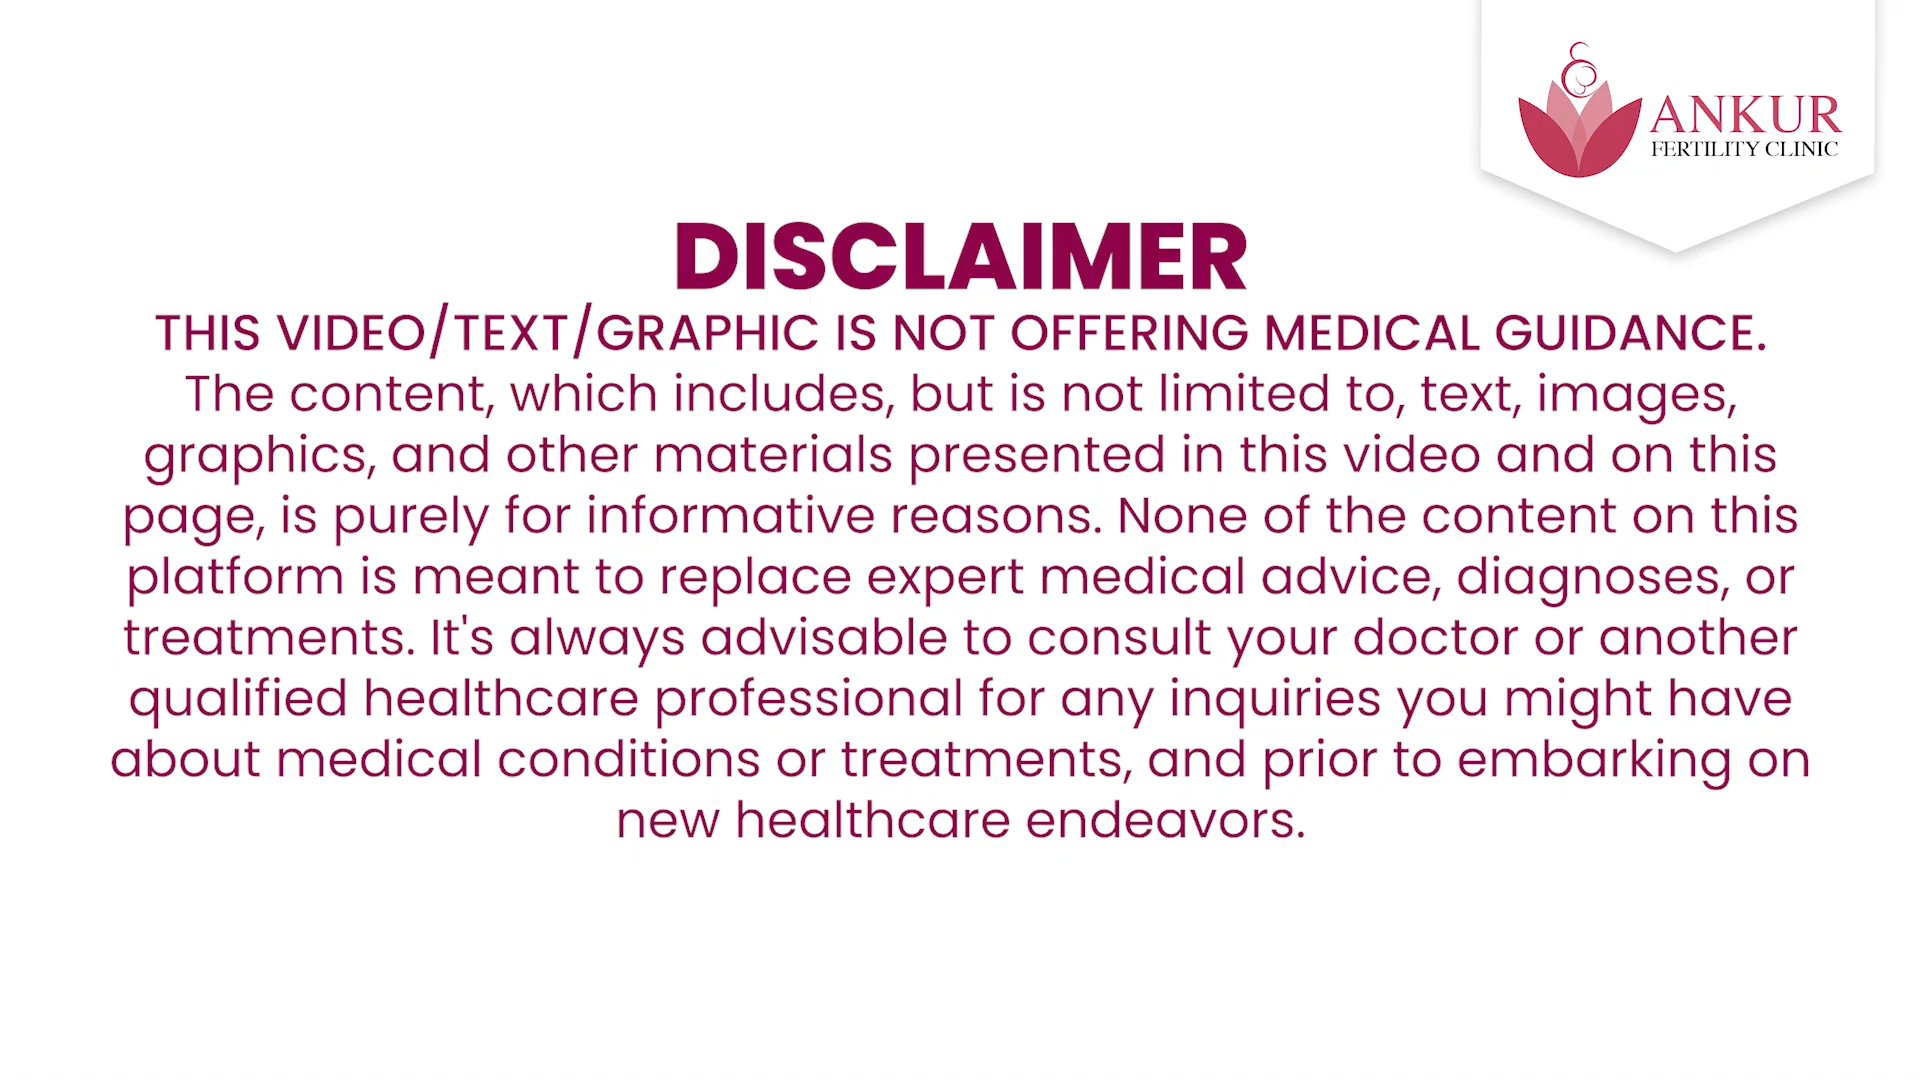 ANKUR
FERTILITY CLINIC
DISCLAIMER
THIS VIDEO/TEXT/GRAPHIC IS NOT OFFERING MEDICAL GUIDANCE.
The content, which includes, but is not limited to, text, images,
graphics, and other materials presented in this video and on this
page, is purely for informative reasons. None of the content on this
platform is meant to replace expert medical advice, diagnoses, or
treatments. It's always advisable to consult your doctor or another
qualified healthcare professional for any inquiries you might have
about medical conditions or treatments, and prior to embarking on
new healthcare endeavors.